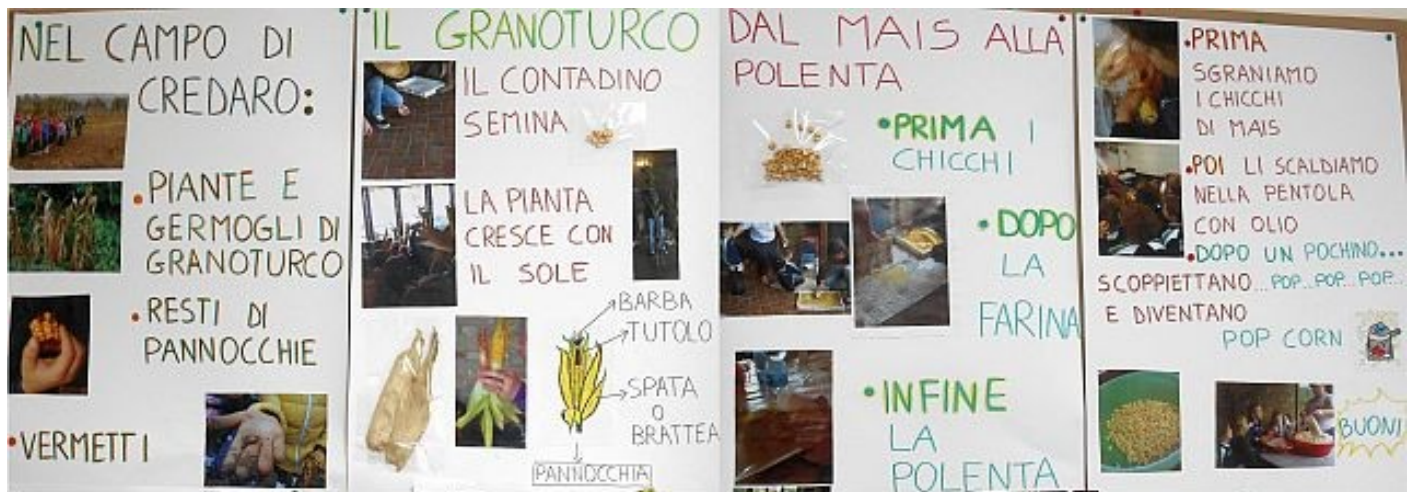 NEL CAMPO DI
CREDARO:
• PIANTE E
GERMOGLI DI
GRANOTURCO
• RESTI DI
PANNOCCHIE
• VERMETTI
IL GRANOTURCO
IL CONTADINO
SEMINA
LA PIANTA
CRESCE CON
IL SOLE
BARBA
TUTOLO
SPATA
O
BRATTEA
PANNOCCHIA
DAL MAIS ALLA
POLENTA
• PRIMA I
CHICCHI
• DOPO
LA
FARINA
• INFINE
LA
POLENTA
• PRIMA
SGRANIAMO
I CHICCHI
DI MAIS
• POI LI SCALDIAMO
NELLA PENTOLA
CON OLIO
• DOPO UN POCHINO...
SCOPPIETTANO... POP... POP... POP...
E DIVENTANO
POP CORN
BUONI